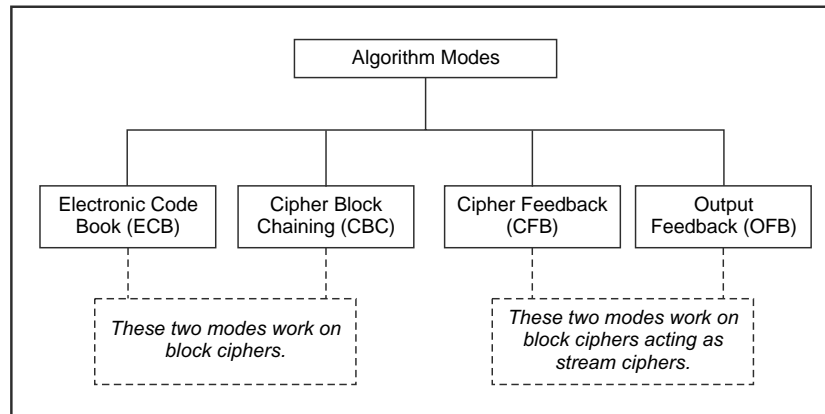 Algorithm Modes
Electronic Code
Book (ECB)
Cipher Block
Chaining (CBC)
Cipher Feedback
(CFB)
Output
Feedback (OFB)
These two modes work on
block ciphers.
These two modes work on
block ciphers acting as
stream ciphers.